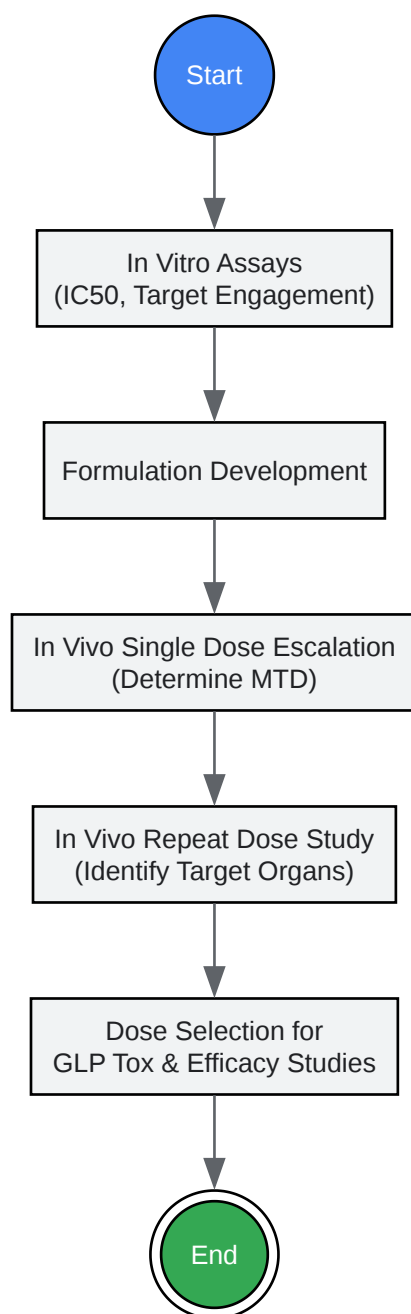 Start
In Vitro Assays
(IC50, Target Engagement)
Formulation Development
In Vivo Single Dose Escalation
(Determine MTD)
In Vivo Repeat Dose Study
(Identify Target Organs)
Dose Selection for
GLP Tox & Efficacy Studies
End